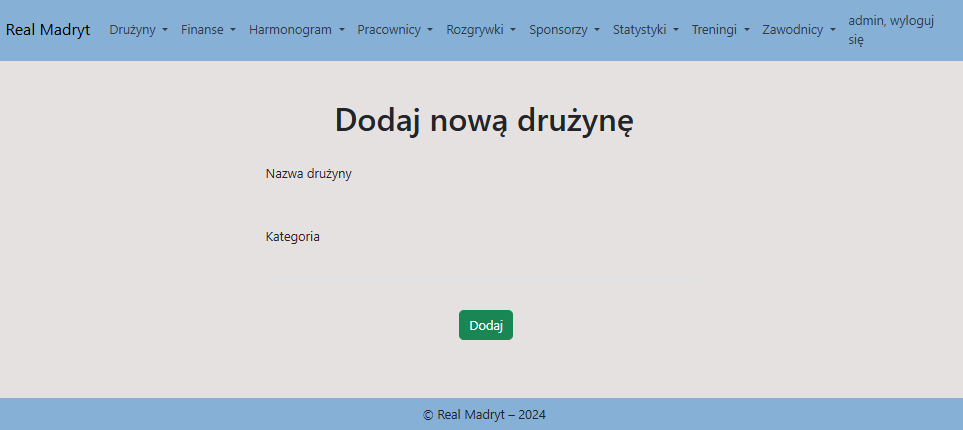 Real Madryt Drużyny Finanse Harmonogram Pracownicy Rozgrywki Sponsorzy Statystyki Treningi Zawodnicy admin, wyloguj
się
Dodaj nową drużynę
Nazwa drużyny
Kategoria
Dodaj
© Real Madryt – 2024